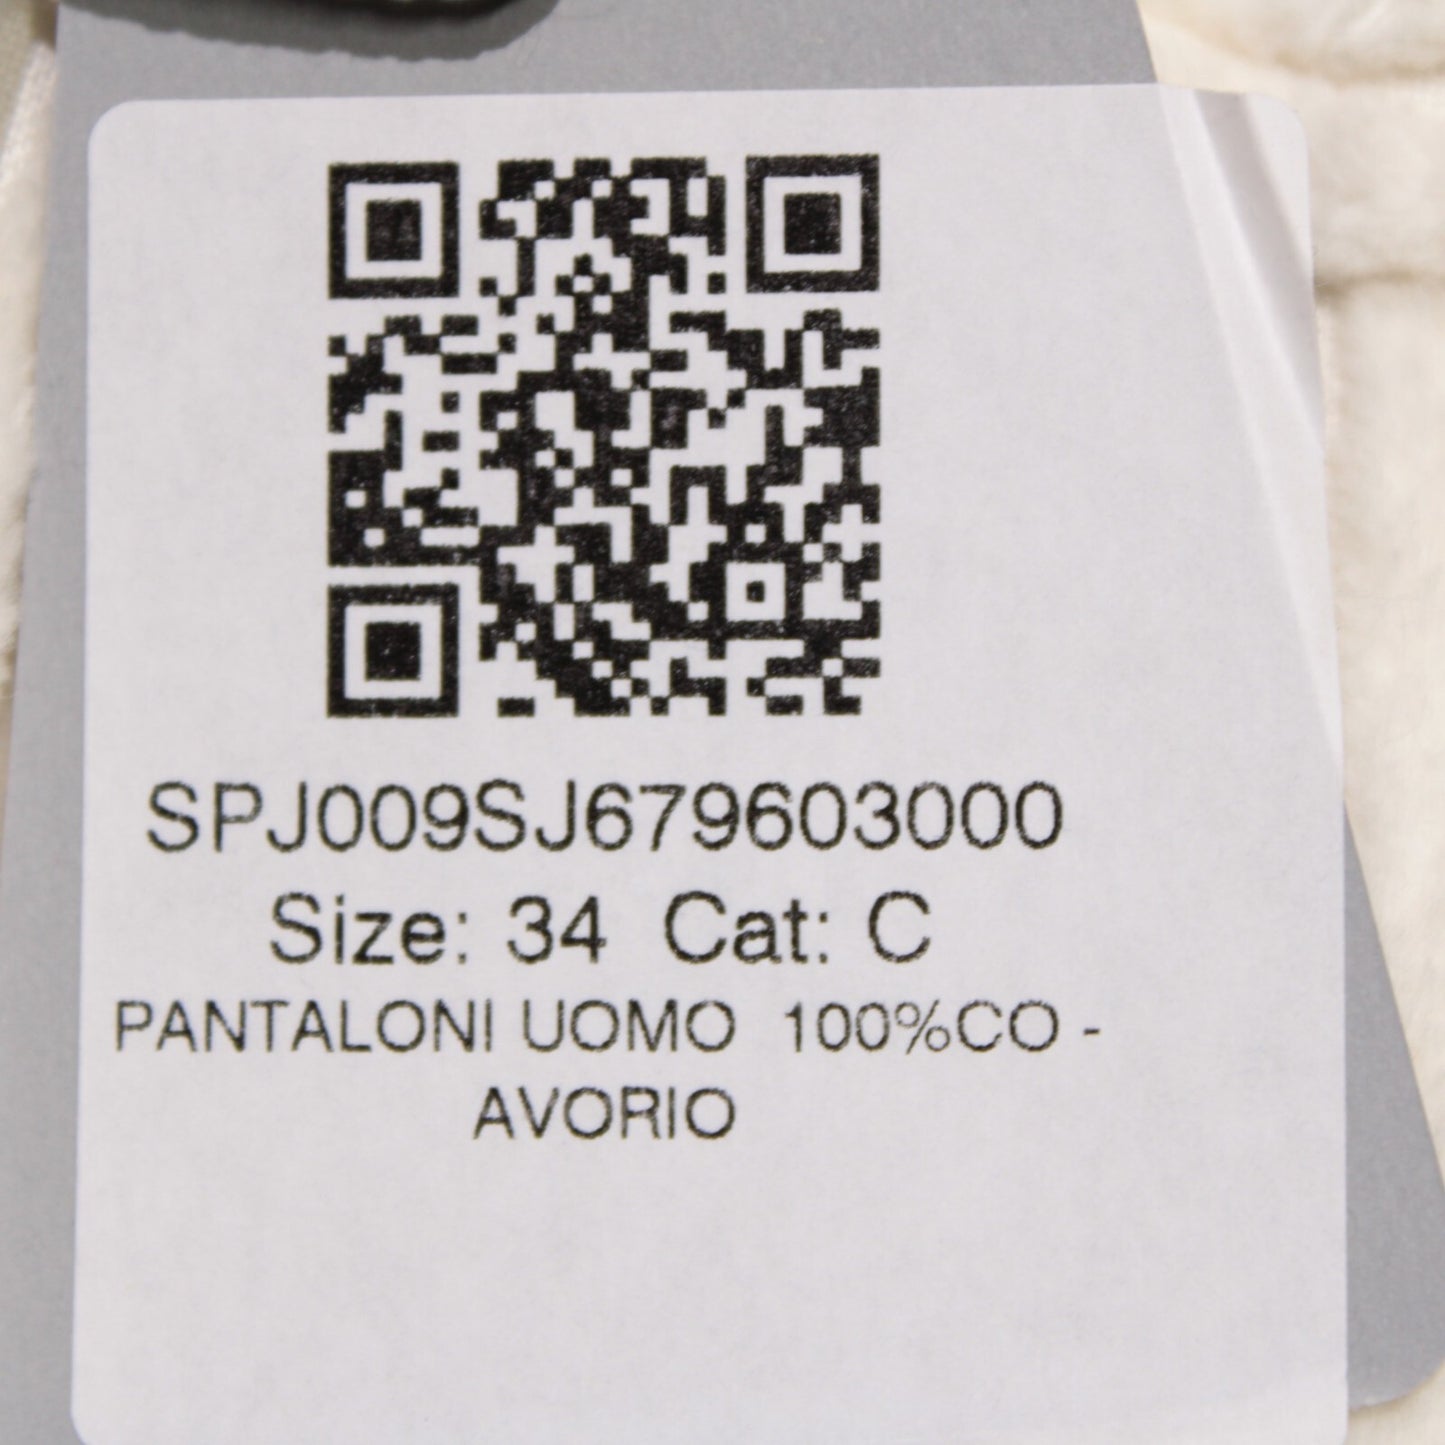 SPJ009SJ679603000
Size: 34 Cat: C
PANTALONI UOMO 100%CO -
AVORIO